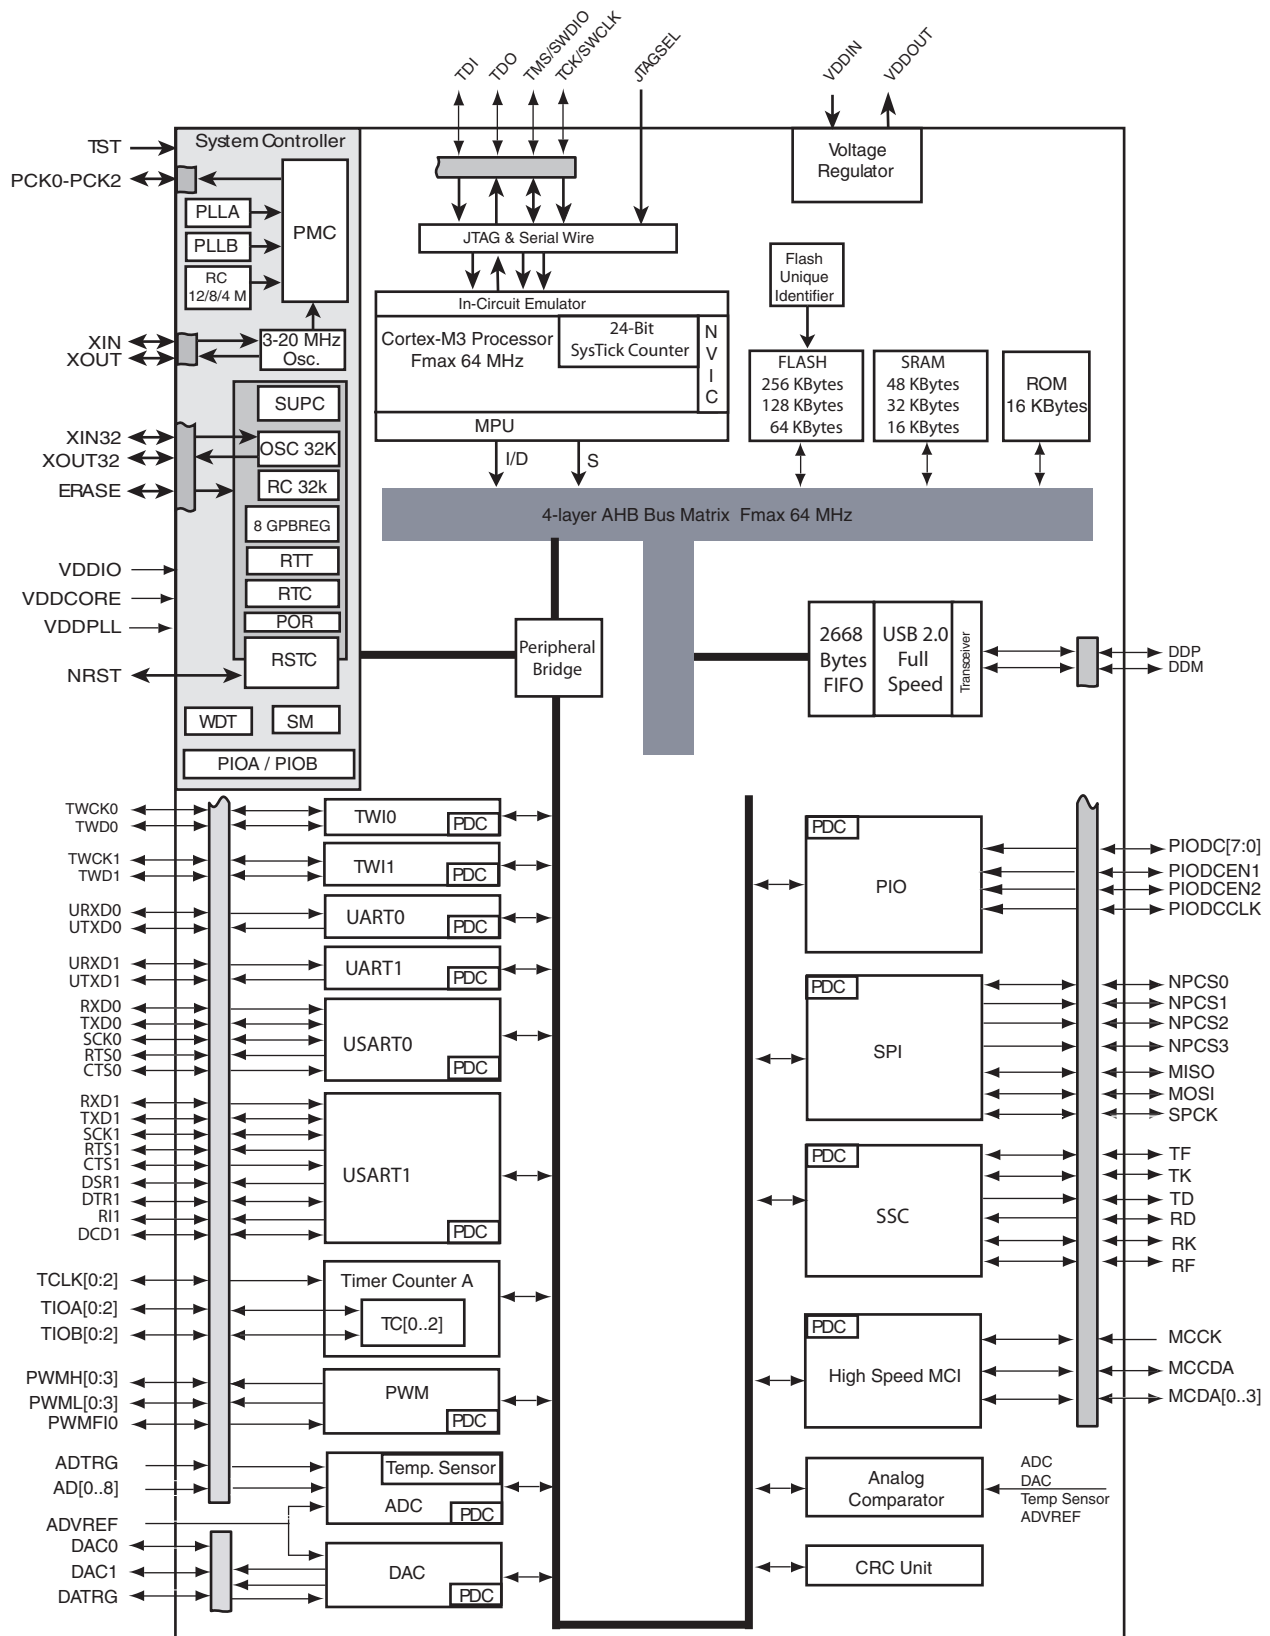 TDI
TDO
TMS/SWDIO
TCK/SWCLK
JTAGSEL
VDDIN
VDDOUT
TST
System Controller
Voltage
Regulator
PCK0-PCK2
PLLA
PMC
PLLB
JTAG & Serial Wire
RC
12/8/4 M
Flash
Unique
Identifier
In-Circuit Emulator
XIN
XOUT
3-20 MHz
Osc.
Cortex-M3 Processor
Fmax 64 MHz
24-Bit
SysTick Counter
N
V
I
C
MPU
FLASH
256 KBytes
128 KBytes
64 KBytes
SRAM
48 KBytes
32 KBytes
16 KBytes
ROM
16 KBytes
SUPC
XIN32
XOUT32
OSC 32K
I/D
S
ERASE
RC 32k
8 GPBREG
4-layer AHB Bus Matrix Fmax 64 MHz
RTT
VDDIO
RTC
VDDCORE
POR
VDDPLL
RSTC
NRST
Peripheral
Bridge
2668
Bytes
FIFO
USB 2.0
Full
Speed
Transceiver
DDP
DDM
WDT
SM
PIOA / PIOB
TWCK0
TWD0
TWI0
PDC
TWCK1
TWD1
TWI1
PDC
URXD0
UTXD0
UART0
PDC
URXD1
UTXD1
UART1
PDC
RXD0
TXD0
SCK0
RTS0
CTS0
USART0
PDC
RXD1
TXD1
SCK1
RTS1
CTS1
DSR1
DTR1
RI1
DCD1
USART1
PDC
TCLK[0:2]
TIOA[0:2]
TIOB[0:2]
Timer Counter A
TC[0..2]
PWMH[0:3]
PWML[0:3]
PWMFI0
PWM
PDC
ADTRG
AD[0..8]
Temp. Sensor
ADC
PDC
ADVREF
DAC0
DAC1
DATRG
DAC
PDC
PDC
PIO
PIODC[7:0]
PIODCEN1
PIODCEN2
PIODCCLK
PDC
SPI
NPCS0
NPCS1
NPCS2
NPCS3
MISO
MOSI
SPCK
PDC
SSC
TF
TK
TD
RD
RK
RF
PDC
High Speed MCI
MCCK
MCCDA
MCDA[0..3]
Analog
Comparator
ADC
DAC
Temp Sensor
ADVREF
CRC Unit